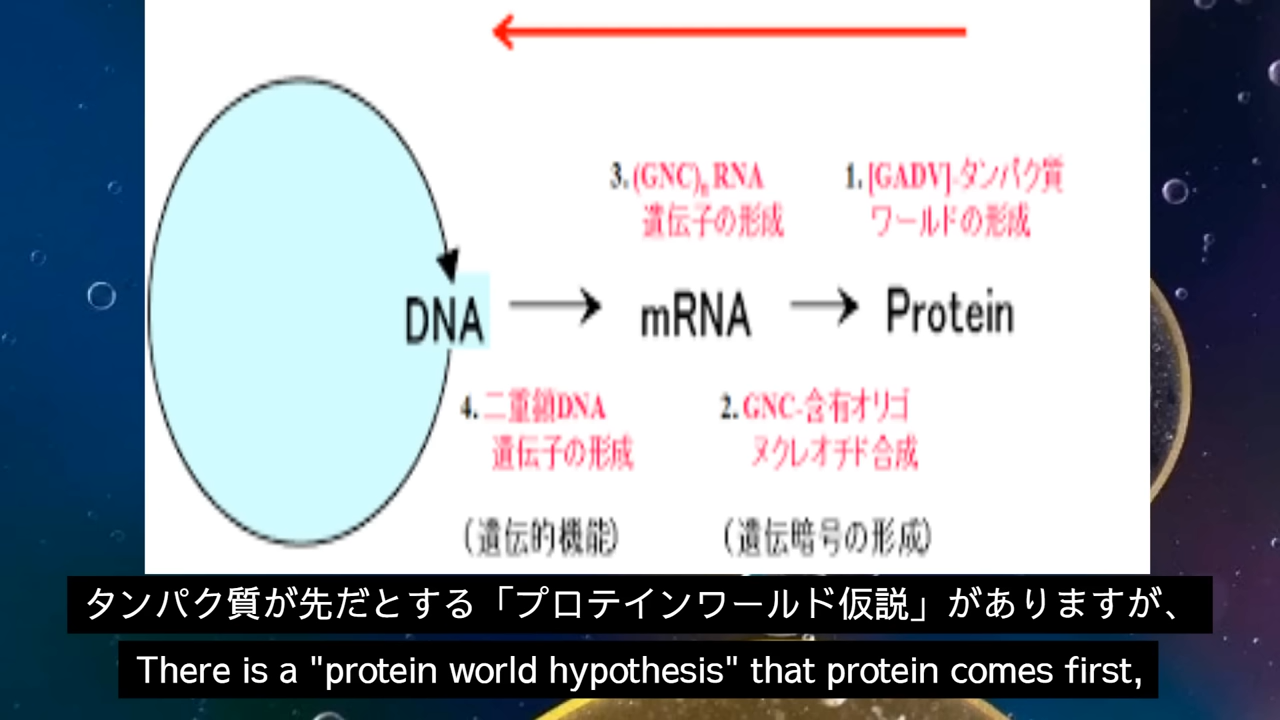 3. (GNC)n RNA
遺伝子の形成
1. [GADV]-タンパク質
ワールドの形成
DNA
mRNA
Protein
4. 二重鎖DNA
遺伝子の形成
2. GNC-含有オリゴ
ヌクレオチド合成
(遺伝的機能)
(遺伝暗号の形成)
タンパク質が先だとする「プロテインワールド仮説」がありますが、
There is a "protein world hypothesis" that protein comes first,